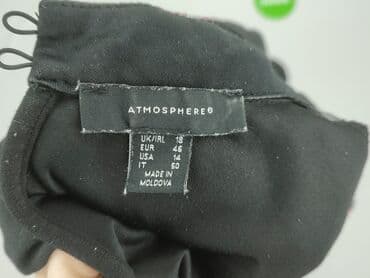 ATMOSPHERE®
UK/IRL 18
EUR 46
USA 14
IT 50
MADE IN
MOLDOVA